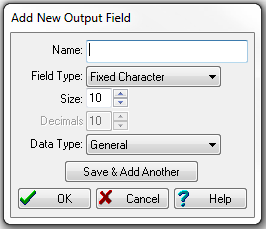 Add New Output Field
Name:
Field Type: Fixed Character
Size: 10
Decimals 10
Data Type: General
Save & Add Another
OK Cancel ? Help